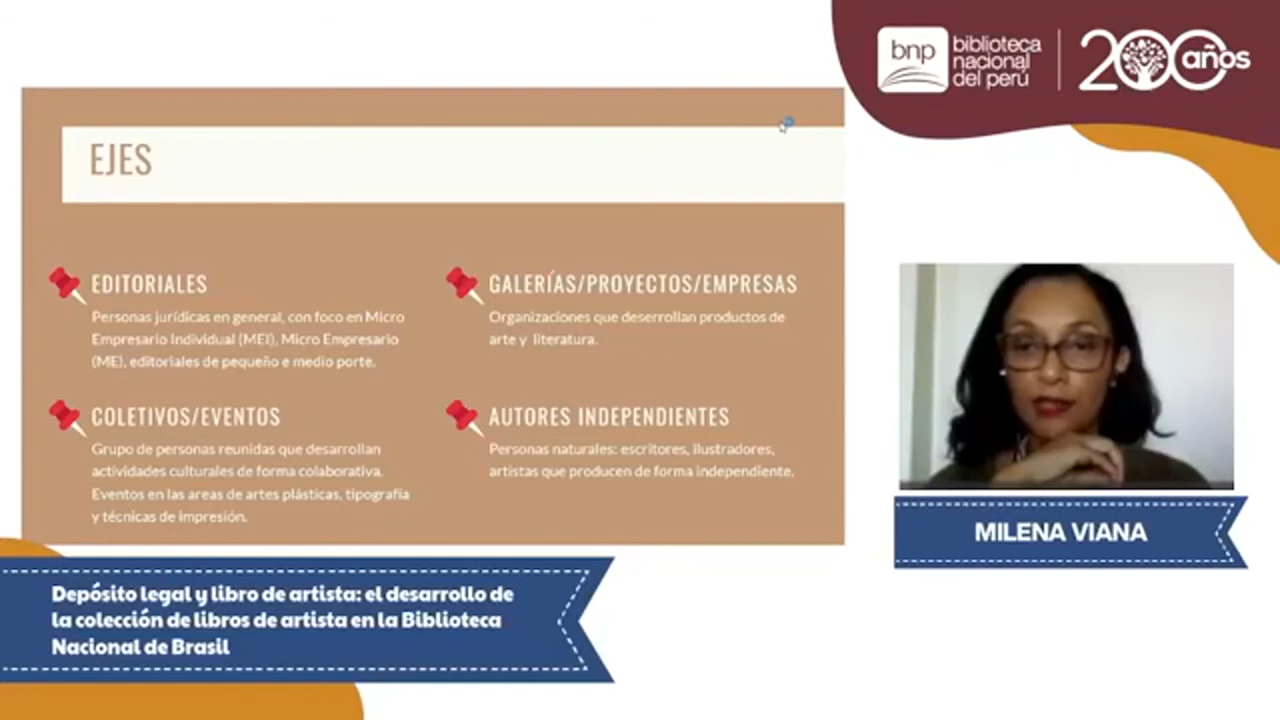 bnp
biblioteca
nacional
del perú
200 años
EJES
EDITORIALES
Personas jurídicas en general, con foco en Micro
Empresario Individual (MEI), Micro Empresario
(ME), editoriales de pequeño e medio porte.
GALERÍAS/PROYECTOS/EMPRESAS
Organizaciones que deserrollan productos de
arte y literatura.
COLETIVOS/EVENTOS
Grupo de personas reunidas que desarrollan
actividades culturales de forma colaborativa.
Eventos en las areas de artes plásticas, tipografía
y técnicas de impresión.
AUTORES INDEPENDIENTES
Personas naturales: escritores, ilustradores,
artistas que producen de forma independiente.
MILENA VIANA
Depósito legal y libro de artista: el desarrollo de
la colección de libros de artista en la Biblioteca
Nacional de Brasil